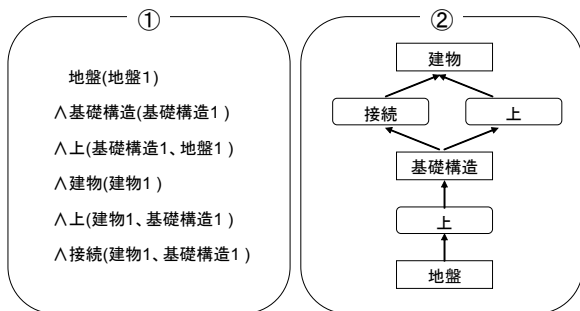 ①
地盤(地盤1)
∧基礎構造(基礎構造1 )
∧上(基礎構造1、地盤1 )
∧建物(建物1 )
∧上(建物1、基礎構造1 )
∧接続(建物1、基礎構造1 )
②
建物
接続
上
基礎構造
上
地盤